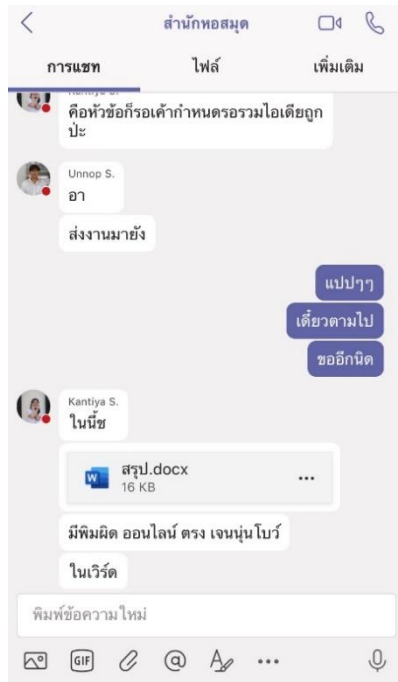 สำนักหอสมุด
การแชท ไฟล์ เพิ่มเติม
คือหัวข้อก็รอเค้ากำหนดรอรวมไอเดียถูก
ป่ะ
Unnop S.
อา
ส่งงานมายัง
แปปๆๆ
เดี๋ยวตามไป
ขออีกนิด
Kantiya S.
ในนี้ช
สรุป.docx
16 KB
มีพิมผิด ออนไลน์ ตรง เจนนุ่นโบว์
ในเวิร์ด
พิมพ์ข้อความใหม่
GIF